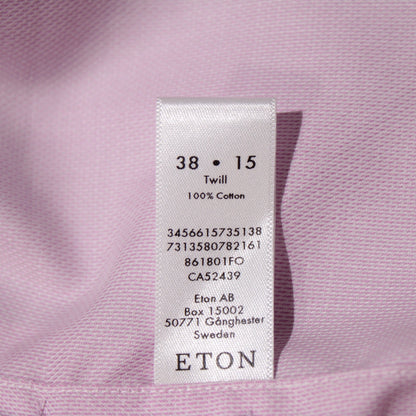 38 • 15
Twill
100% Cotton
3456615735138
7313580782161
861801FO
CA52439
Eton AB
Box 15002
50771 Gånghester
Sweden
ETON